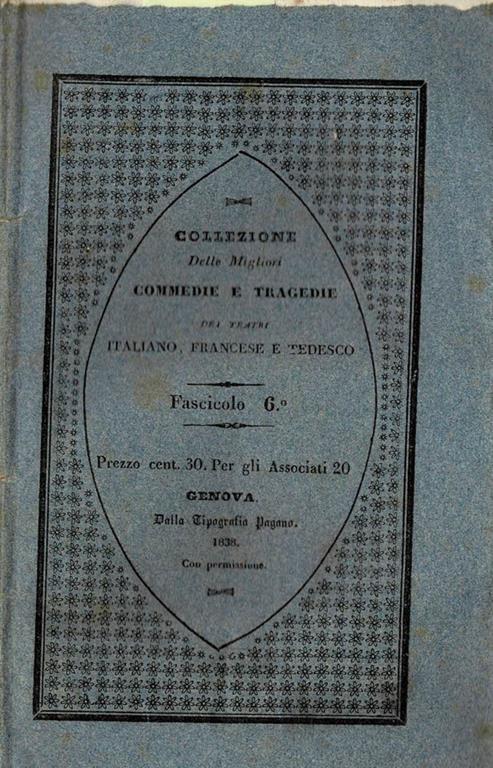 COLLEZIONE
Delle Migliori
COMMEDIE E TRAGEDIE
DEI TEATRI
ITALIANO, FRANCESE E TEDESCO
Fascicolo 6.°
Prezzo cent. 30. Per gli Associati 20
GENOVA.
Dalla Tipografia Pagano.
1838.
Con permissione.